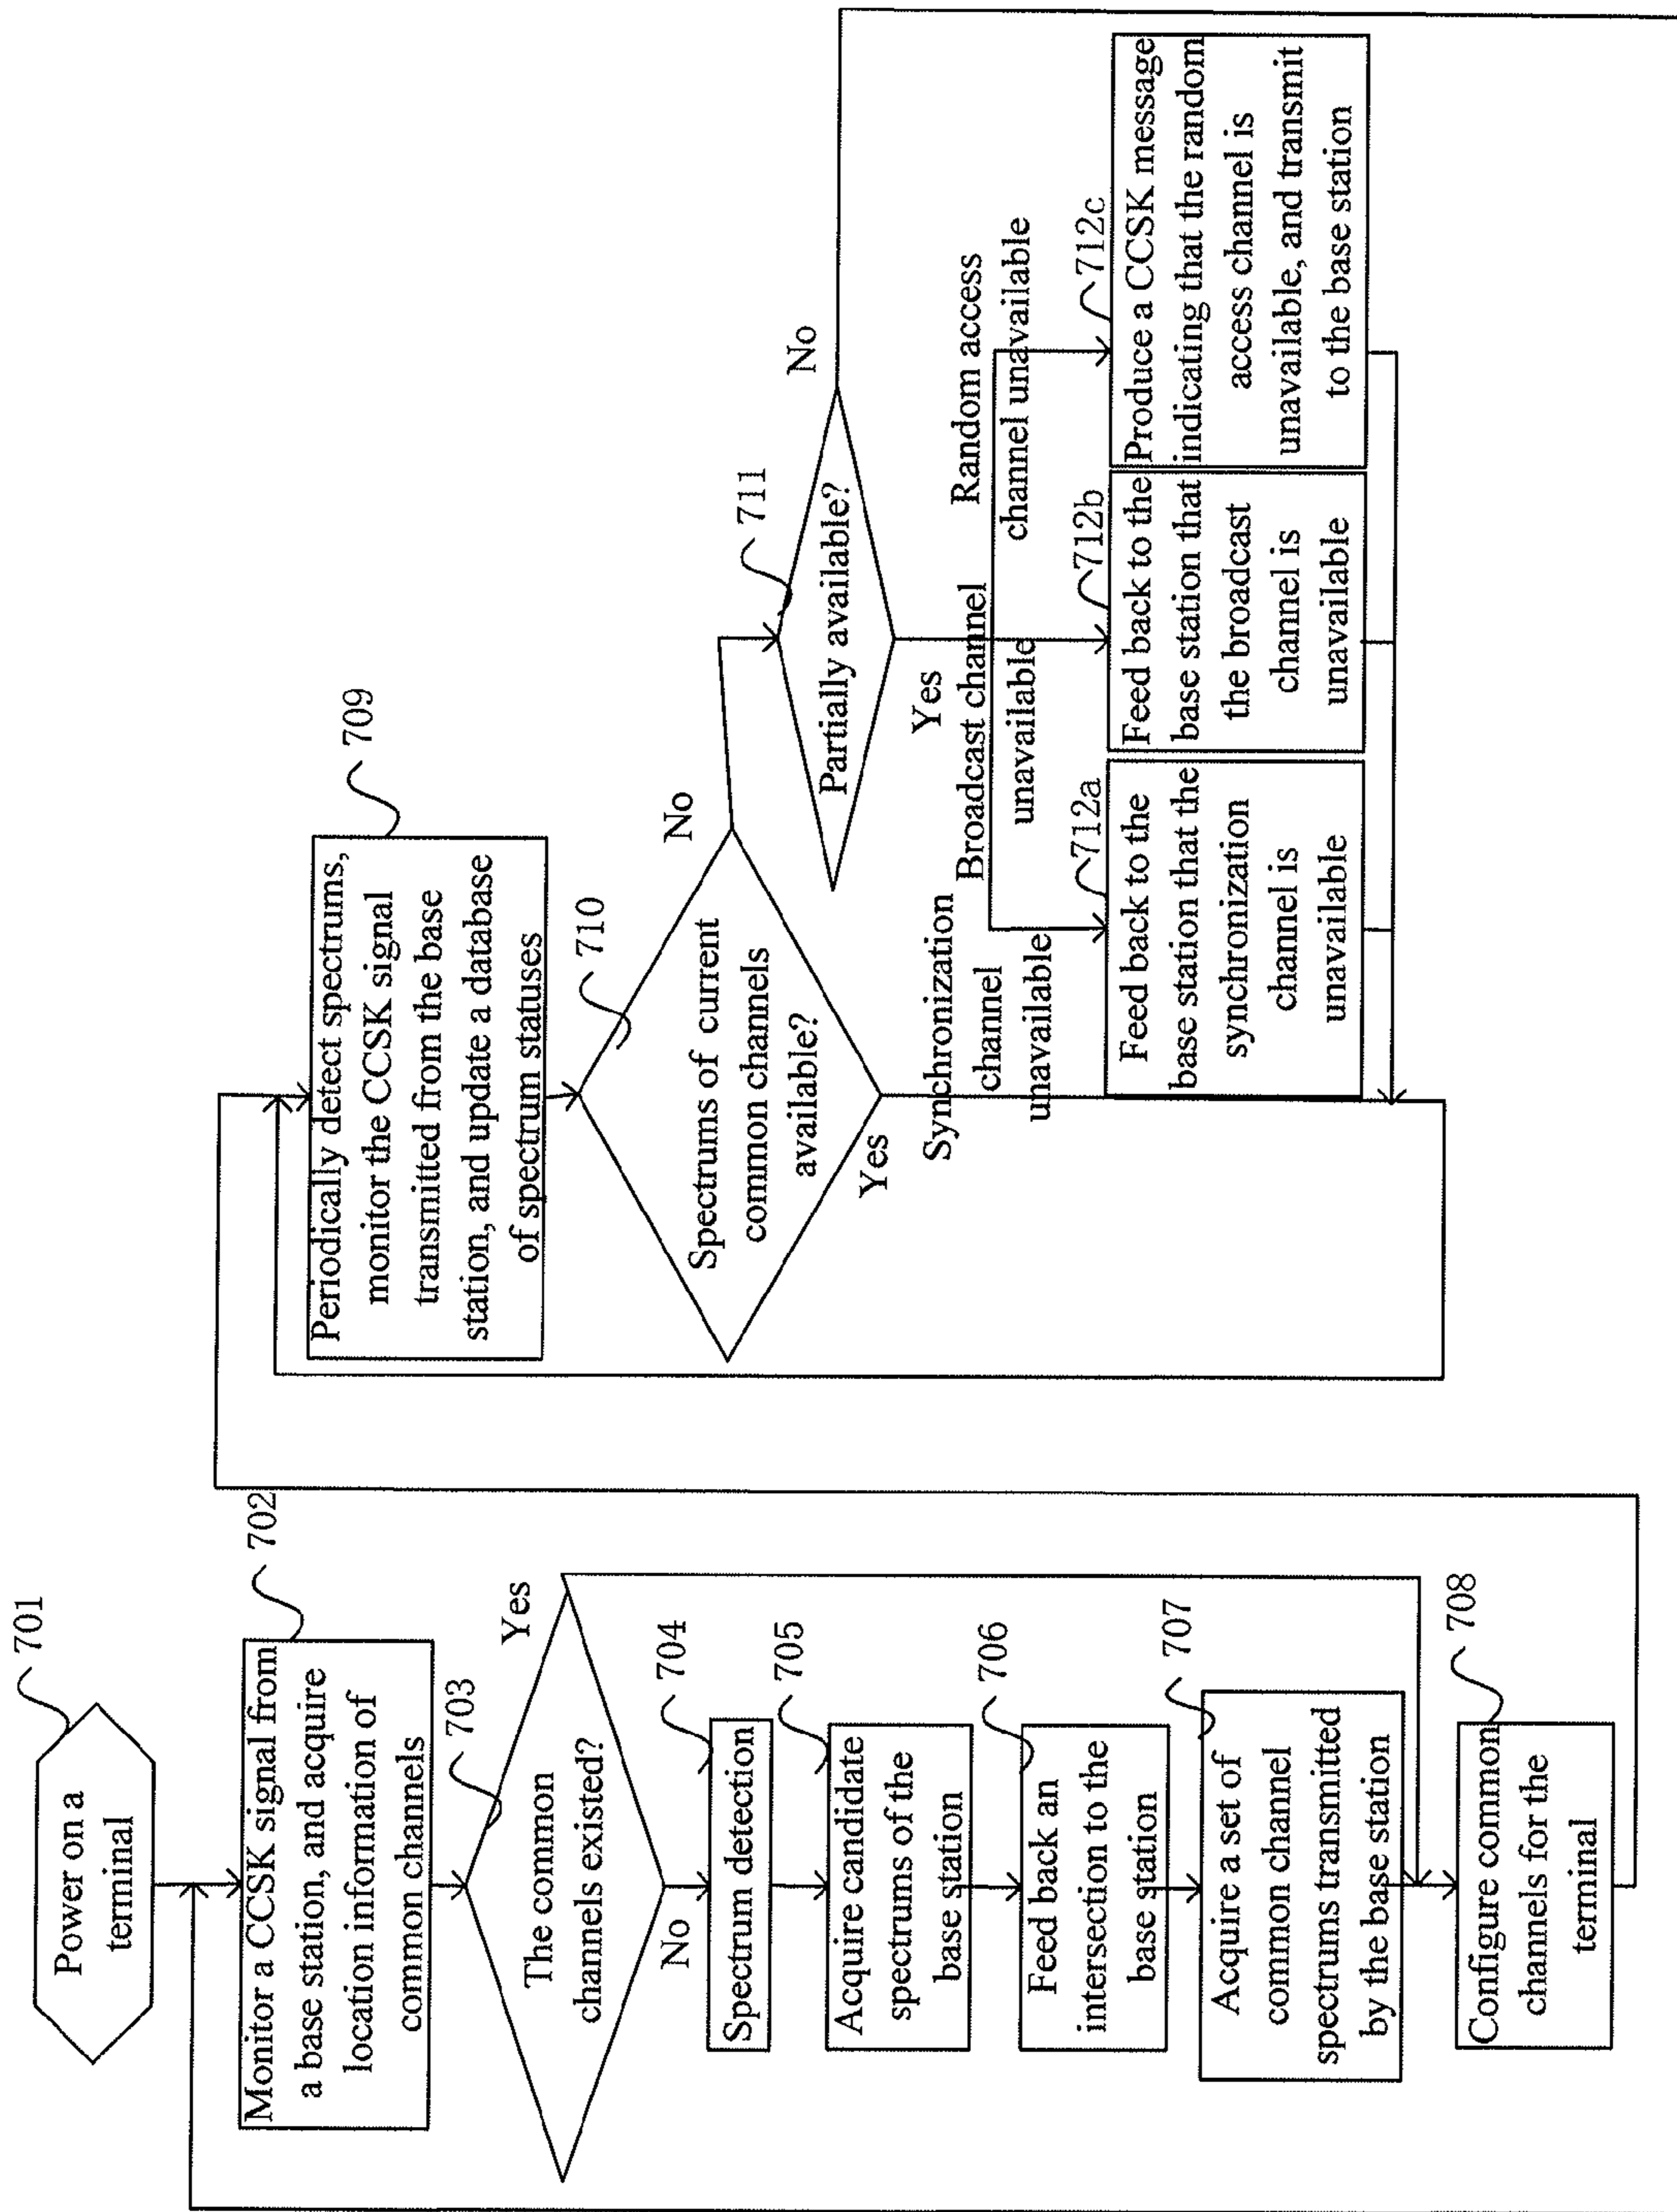 701
Power on a
terminal
702
Monitor a CCSK signal from
a base station, and acquire
location information of
common channels
703
The common
channels existed?
Yes
No
704
Spectrum detection
705
Acquire candidate
spectrums of the
base station
706
Feed back an
intersection to the
base station
707
Acquire a set of
common channel
spectrums transmitted
by the base station
708
Configure common
channels for the
terminal
709
Periodically detect spectrums,
monitor the CCSK signal
transmitted from the base
station, and update a database
of spectrum statuses
710
Spectrums of current
common channels
available?
No
Yes
711
Partially available?
No
Yes
Synchronization
channel
unavailable
Broadcast channel
unavailable
Random access
channel unavailable
712a
Feed back to the
base station that the
synchronization
channel is
unavailable
712b
Feed back to the
base station that
the broadcast
channel is
unavailable
712c
Produce a CCSK message
indicating that the random
access channel is
unavailable, and transmit
to the base station